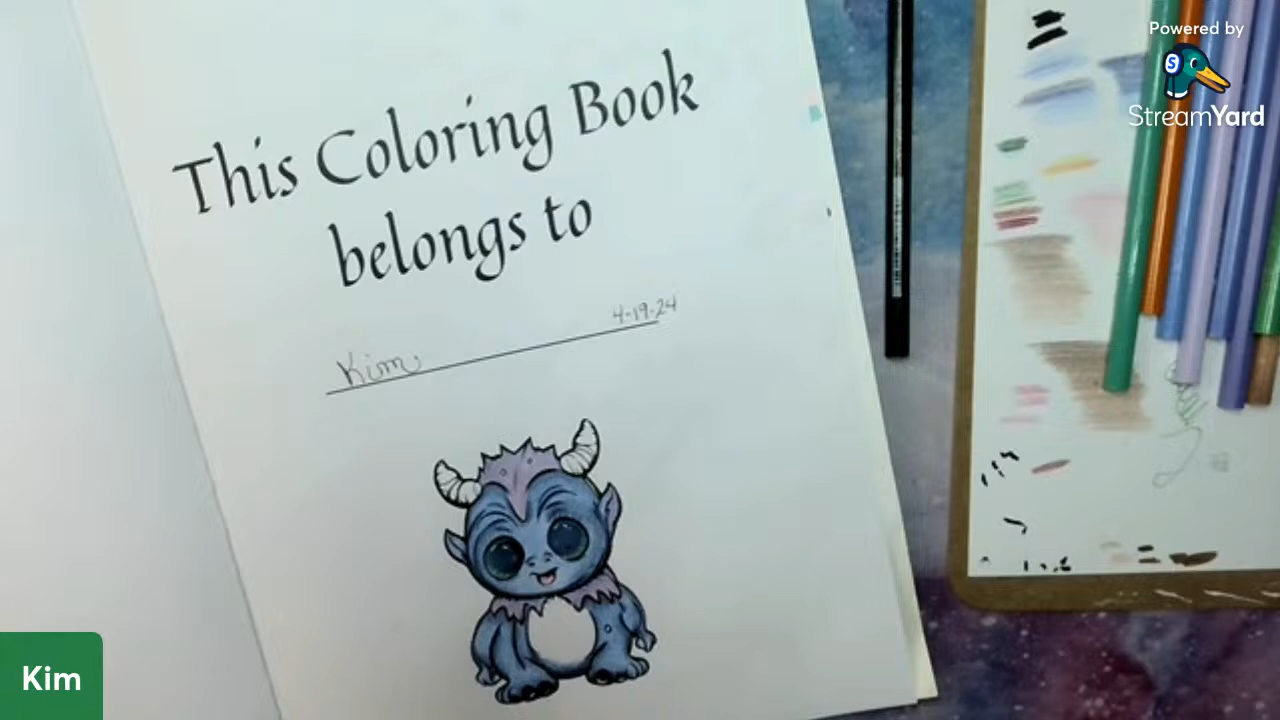 Powered by
StreamYard
This Coloring Book
belongs to
4-19-24
Kim
Kim